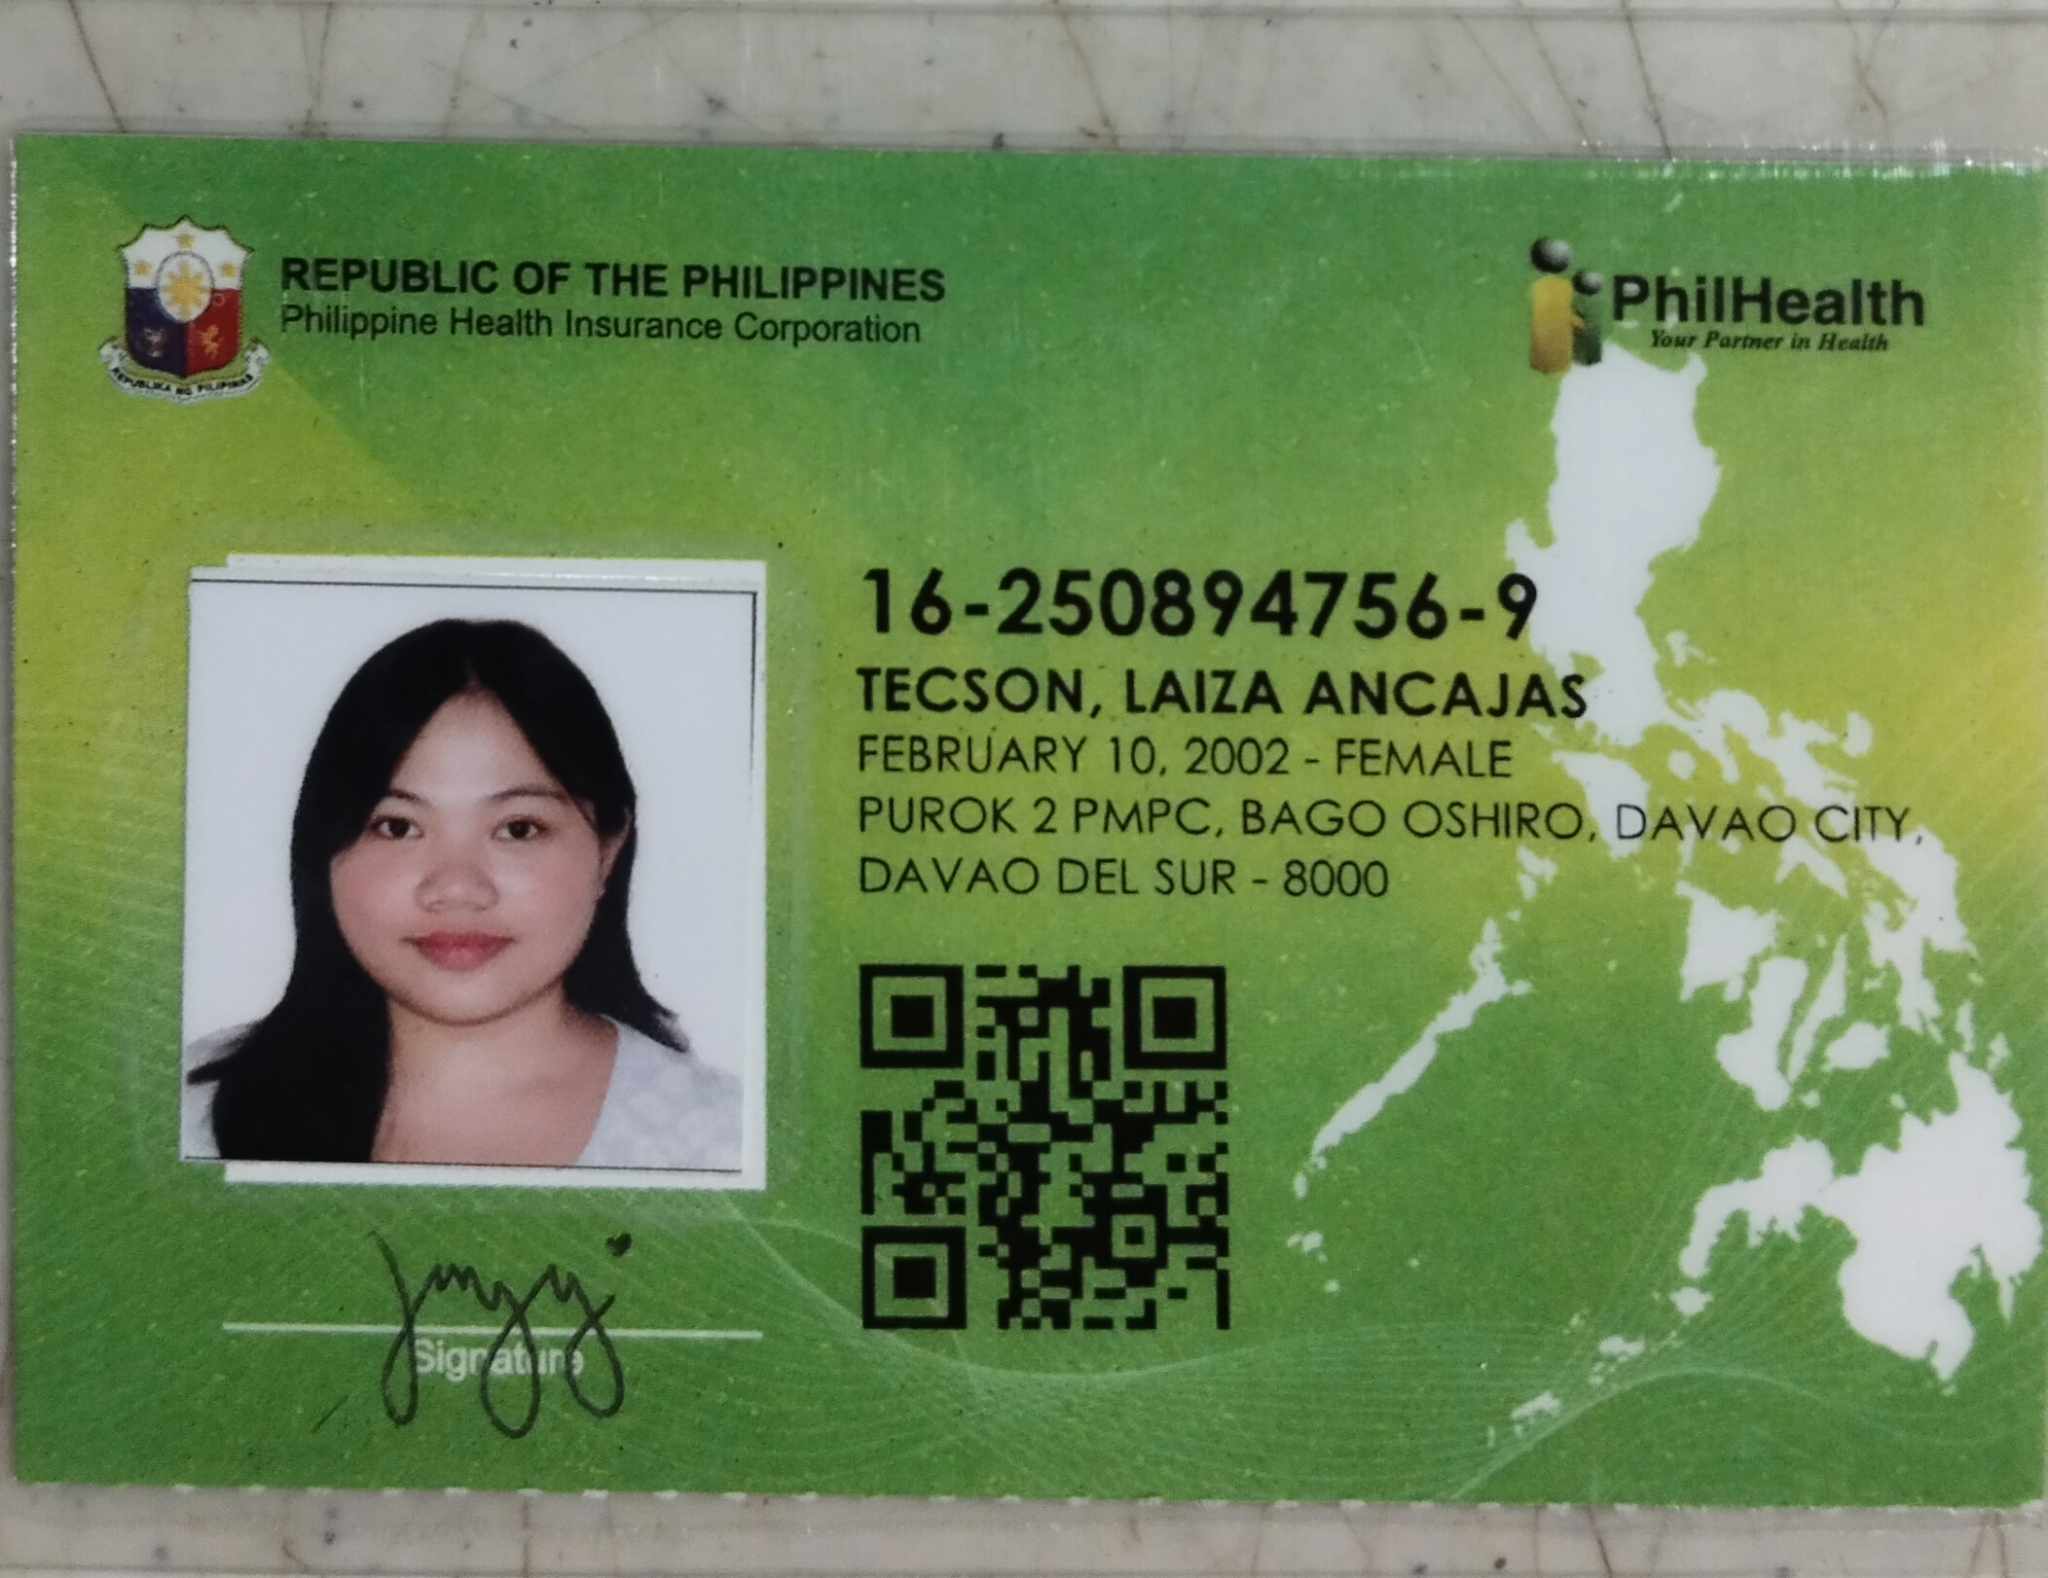 REPUBLIC OF THE PHILIPPINES
Philippine Health Insurance Corporation
REPUBLIKA NG PILIPINAS
PhilHealth
Your Partner in Health
16-250894756-9
TECSON, LAIZA ANCAJAS
FEBRUARY 10, 2002 - FEMALE
PUROK 2 PMPC, BAGO OSHIRO, DAVAO CITY,
DAVAO DEL SUR - 8000
Signature